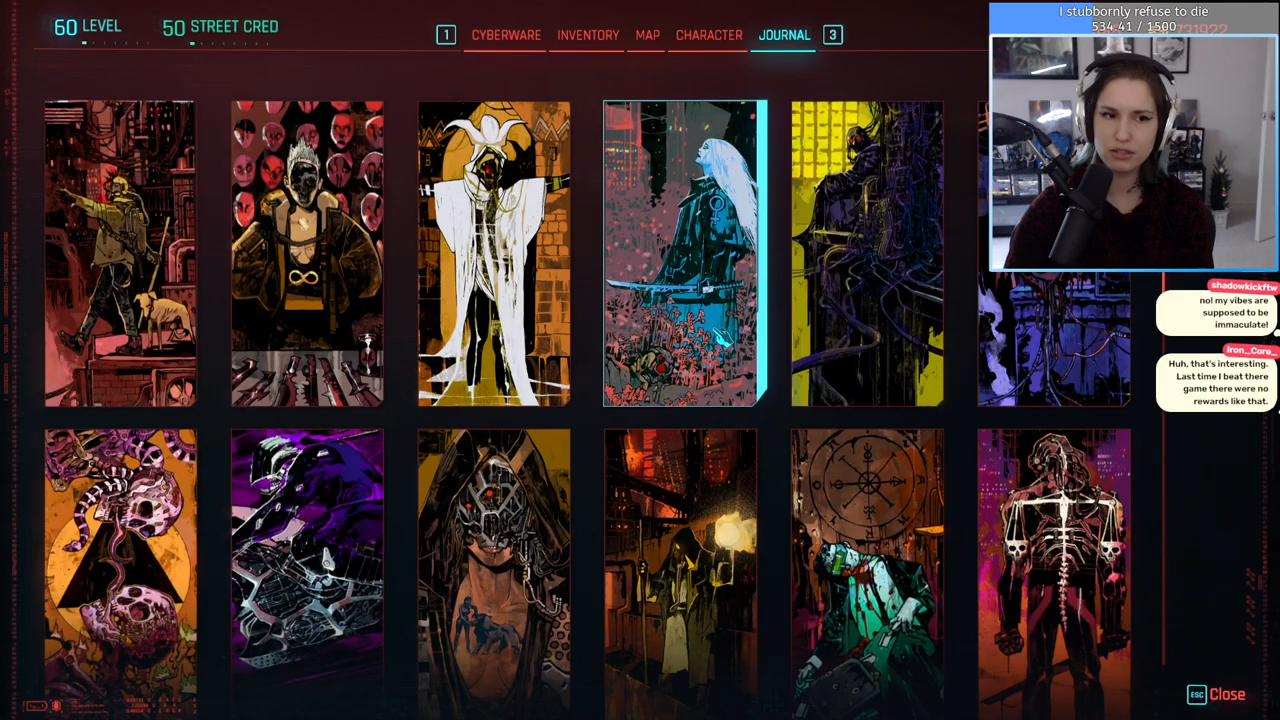 60 LEVEL
50 STREET CRED
1
CYBERWARE
INVENTORY
MAP
CHARACTER
JOURNAL
3
I stubbornly refuse to die
534.41 / 1500
shadowkickftw
no! my vibes are
supposed to be
immaculate!
Iron_Core_
Huh, that's interesting.
Last time I beat there
game there were no
rewards like that.
ESC Close